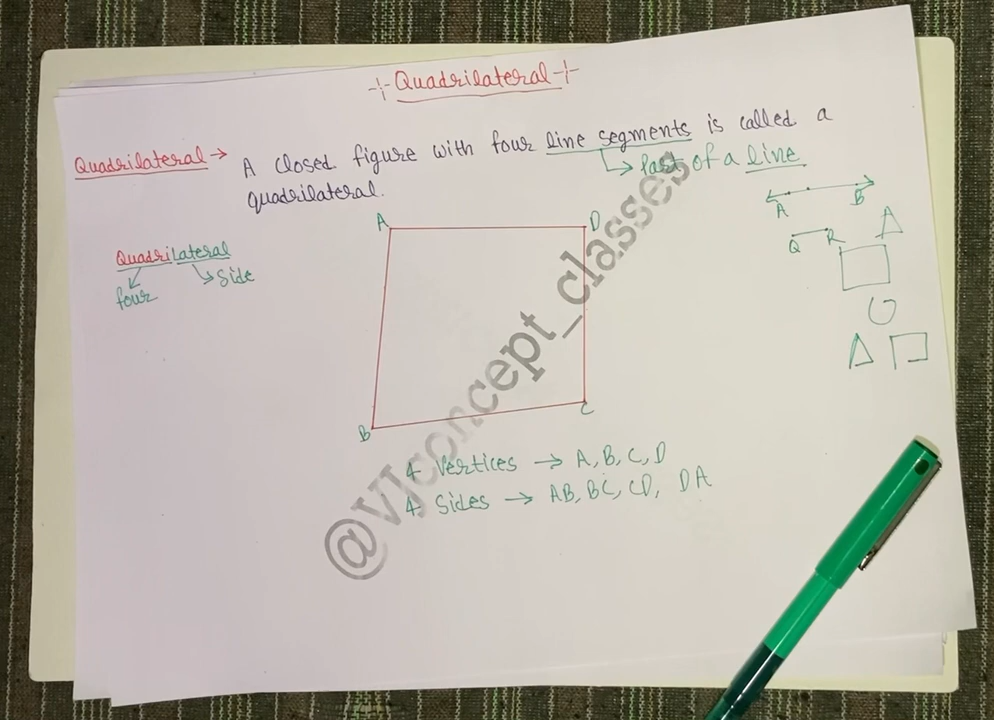 Quadrilateral
Quadrilateral → A closed figure with four line segments is called a
quadrilateral.
Part of a line
A B
Q R
Quadrilateral
four
Side
A D
B C
4 Vertices → A, B, C, D
4 Sides → AB, BC, CD, DA
@VJconcept_classes